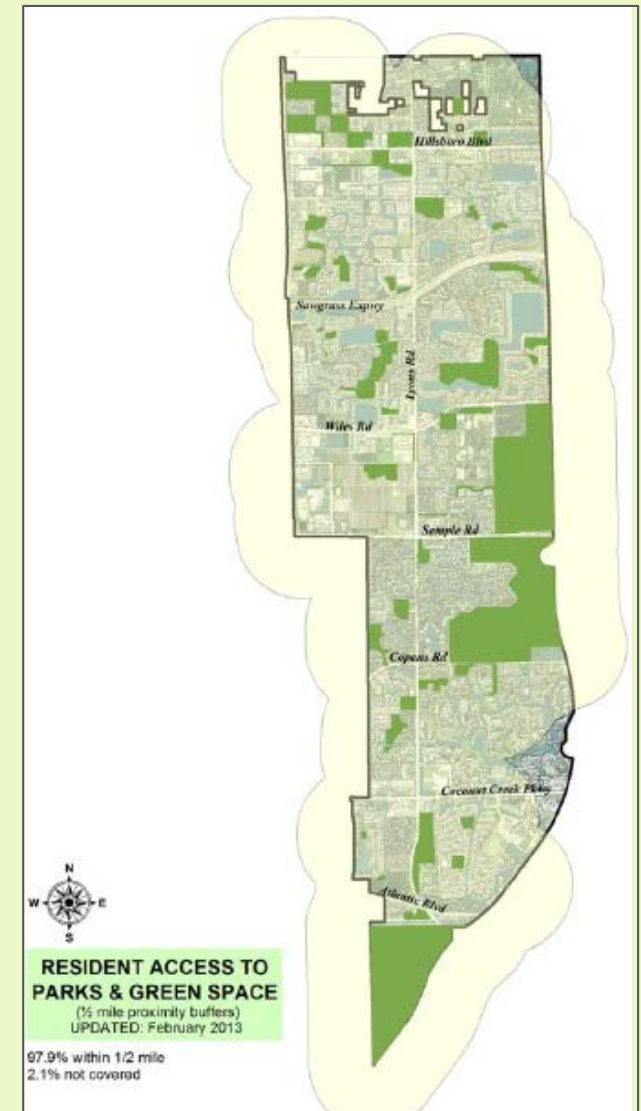 Hillsboro Blvd
Sawgrass Expwy
Lyons Rd
Wiles Rd
Sample Rd
Copans Rd
Coconut Creek Pkwy
Atlantic Blvd
N
W E
S
RESIDENT ACCESS TO
PARKS & GREEN SPACE
(½ mile proximity buffers)
UPDATED: February 2013
97.9% within 1/2 mile
2.1% not covered